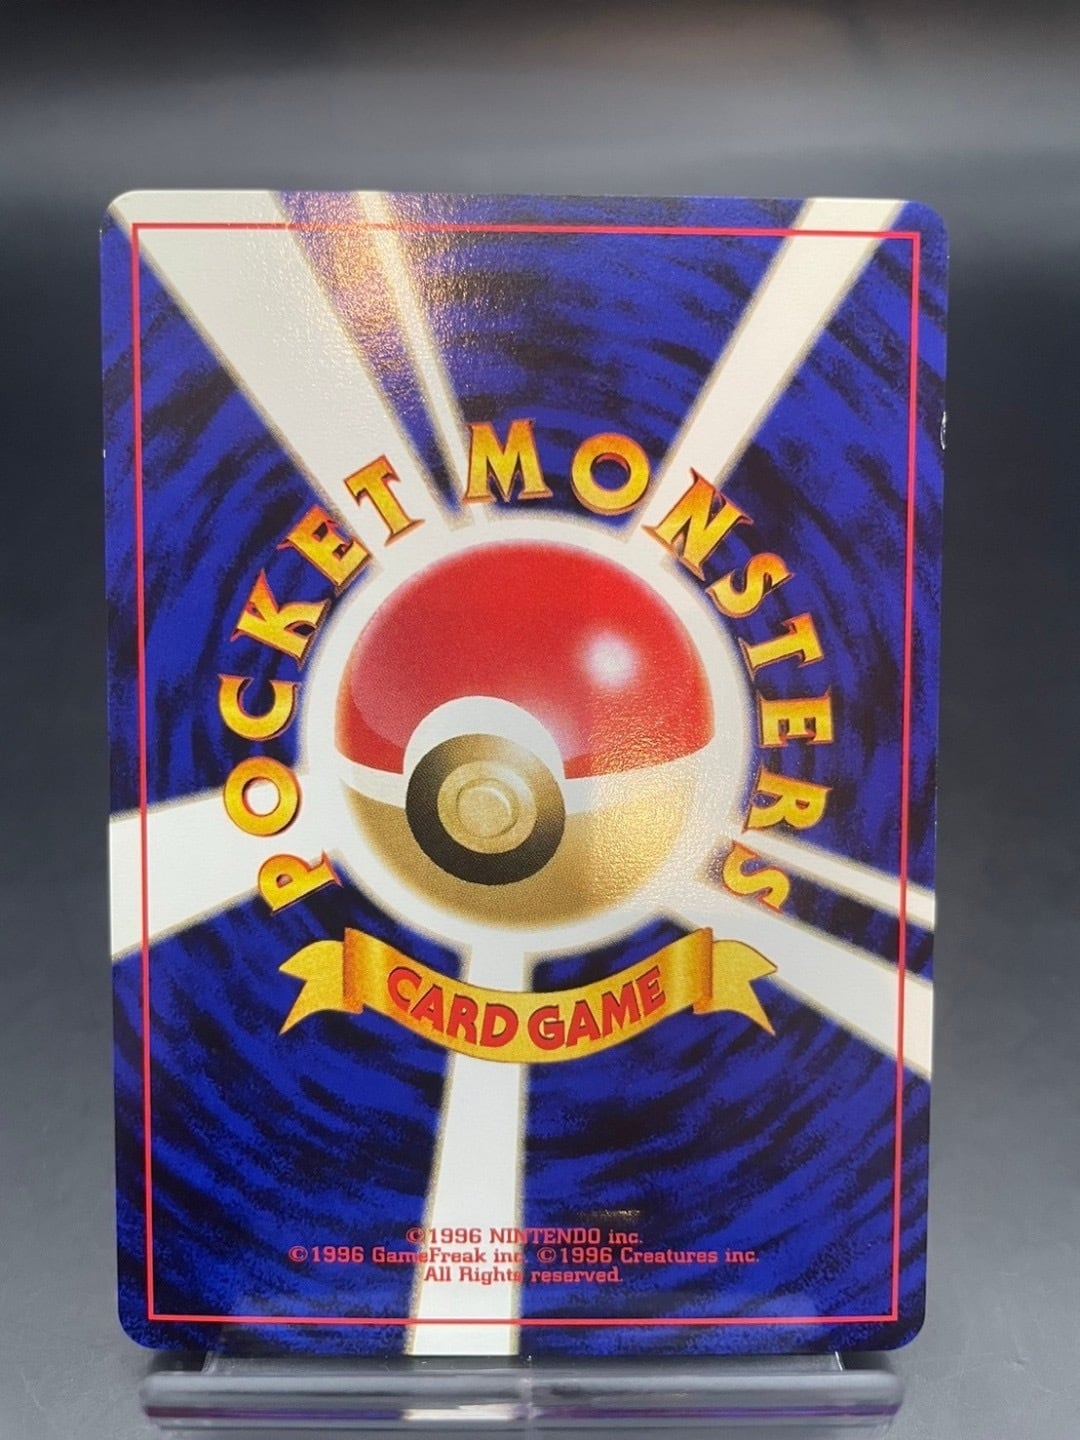 POCKET MONSTERS
CARD GAME
©1996 NINTENDO inc.
©1996 GameFreak inc. ©1996 Creatures inc.
All Rights reserved.